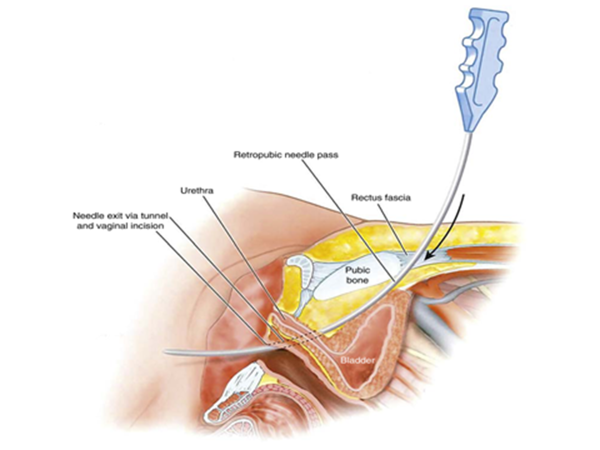 Retropubic needle pass
Urethra
Rectus fascia
Needle exit via tunnel
and vaginal incision
Pubic
bone
Bladder